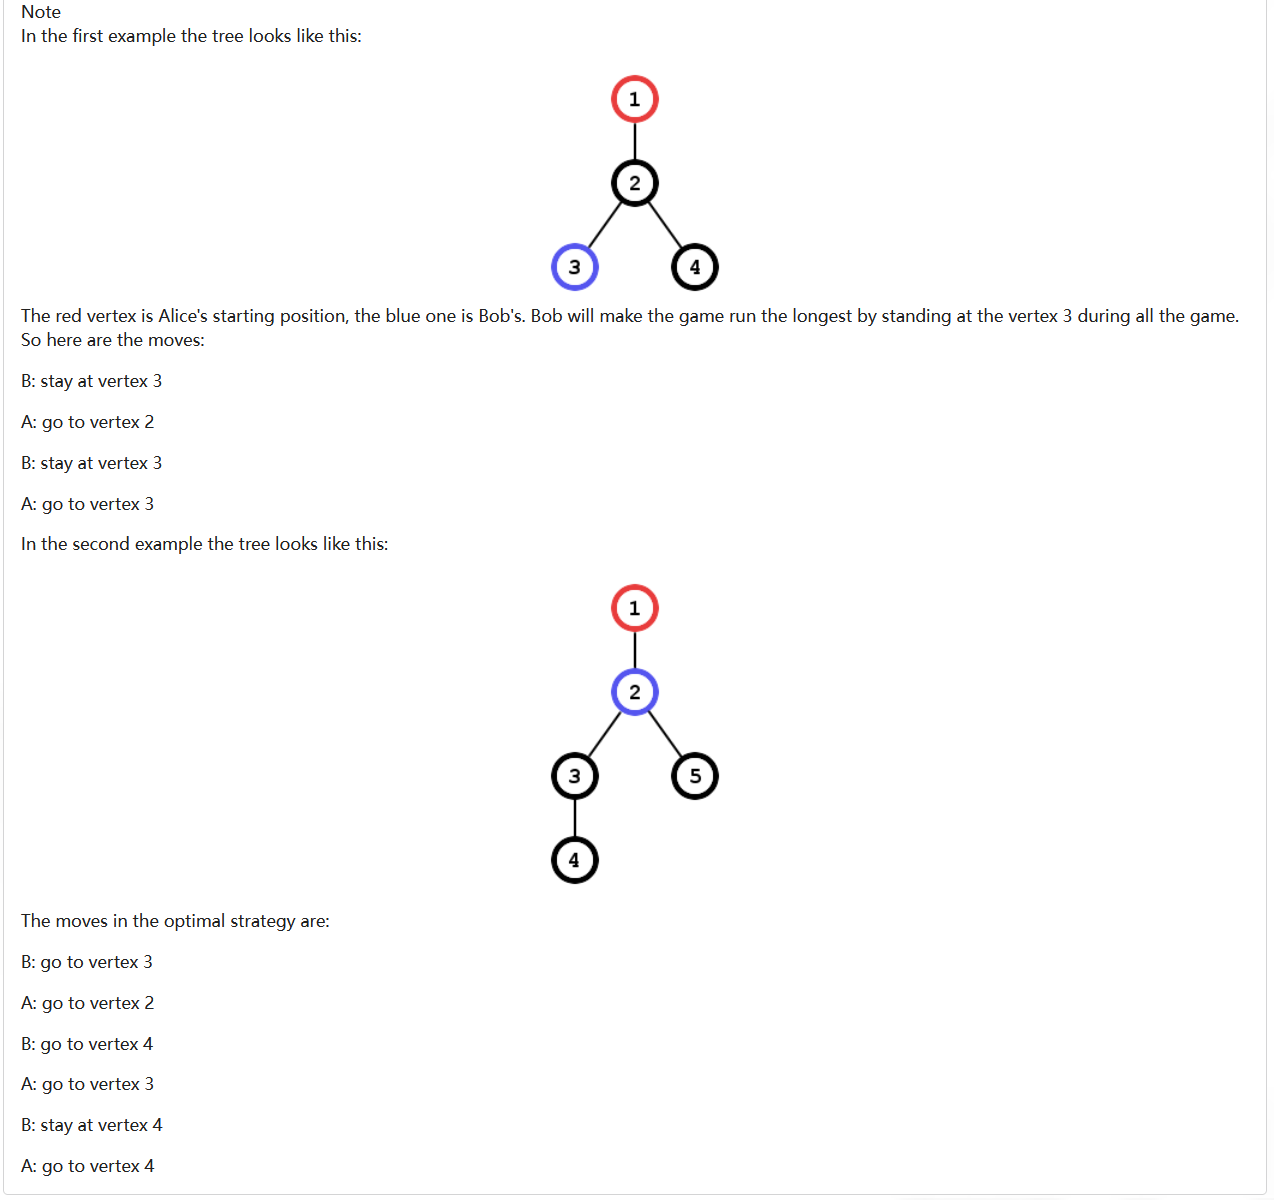 Note
In the first example the tree looks like this:
1
2
3 4
The red vertex is Alice's starting position, the blue one is Bob's. Bob will make the game run the longest by standing at the vertex 3 during all the game.
So here are the moves:
B: stay at vertex 3
A: go to vertex 2
B: stay at vertex 3
A: go to vertex 3
In the second example the tree looks like this:
1
2
3 5
4
The moves in the optimal strategy are:
B: go to vertex 3
A: go to vertex 2
B: go to vertex 4
A: go to vertex 3
B: stay at vertex 4
A: go to vertex 4